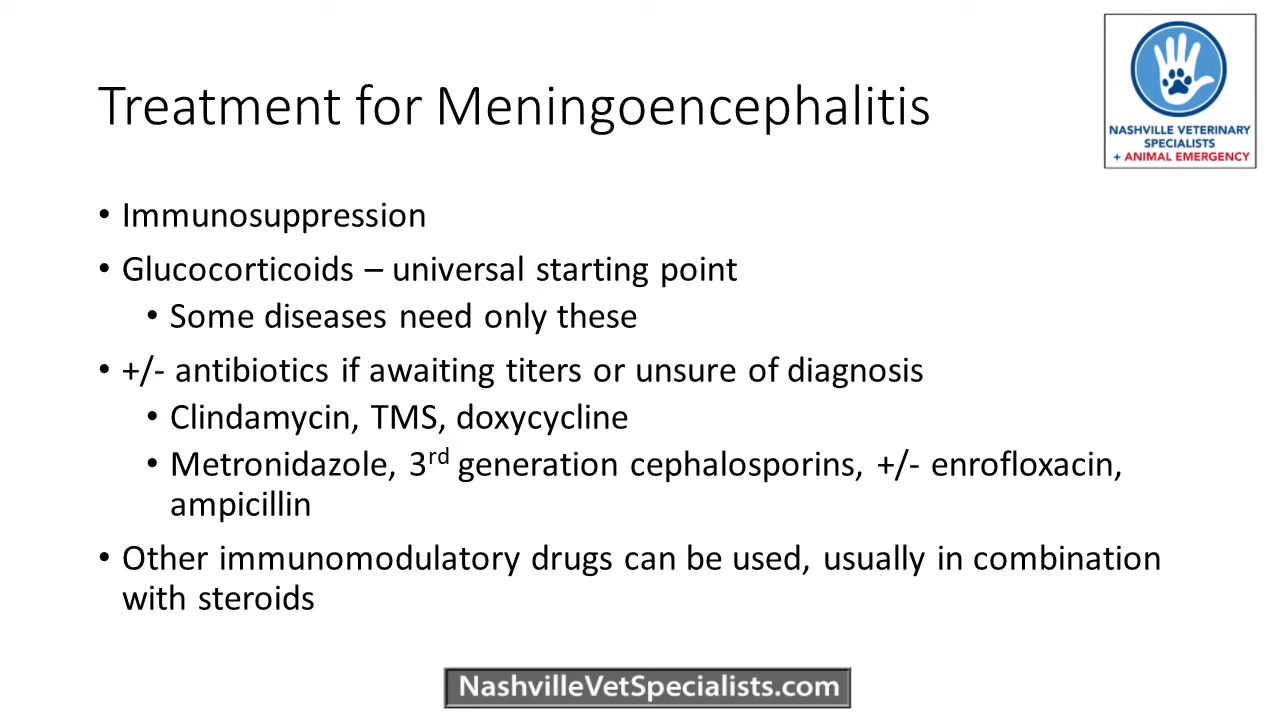 Treatment for Meningoencephalitis
NASHVILLE VETERINARY
SPECIALISTS
+ ANIMAL EMERGENCY
• Immunosuppression
• Glucocorticoids – universal starting point
• Some diseases need only these
• +/- antibiotics if awaiting titers or unsure of diagnosis
• Clindamycin, TMS, doxycycline
• Metronidazole, 3rd generation cephalosporins, +/- enrofloxacin,
ampicillin
• Other immunomodulatory drugs can be used, usually in combination
with steroids
NashvilleVetSpecialists.com